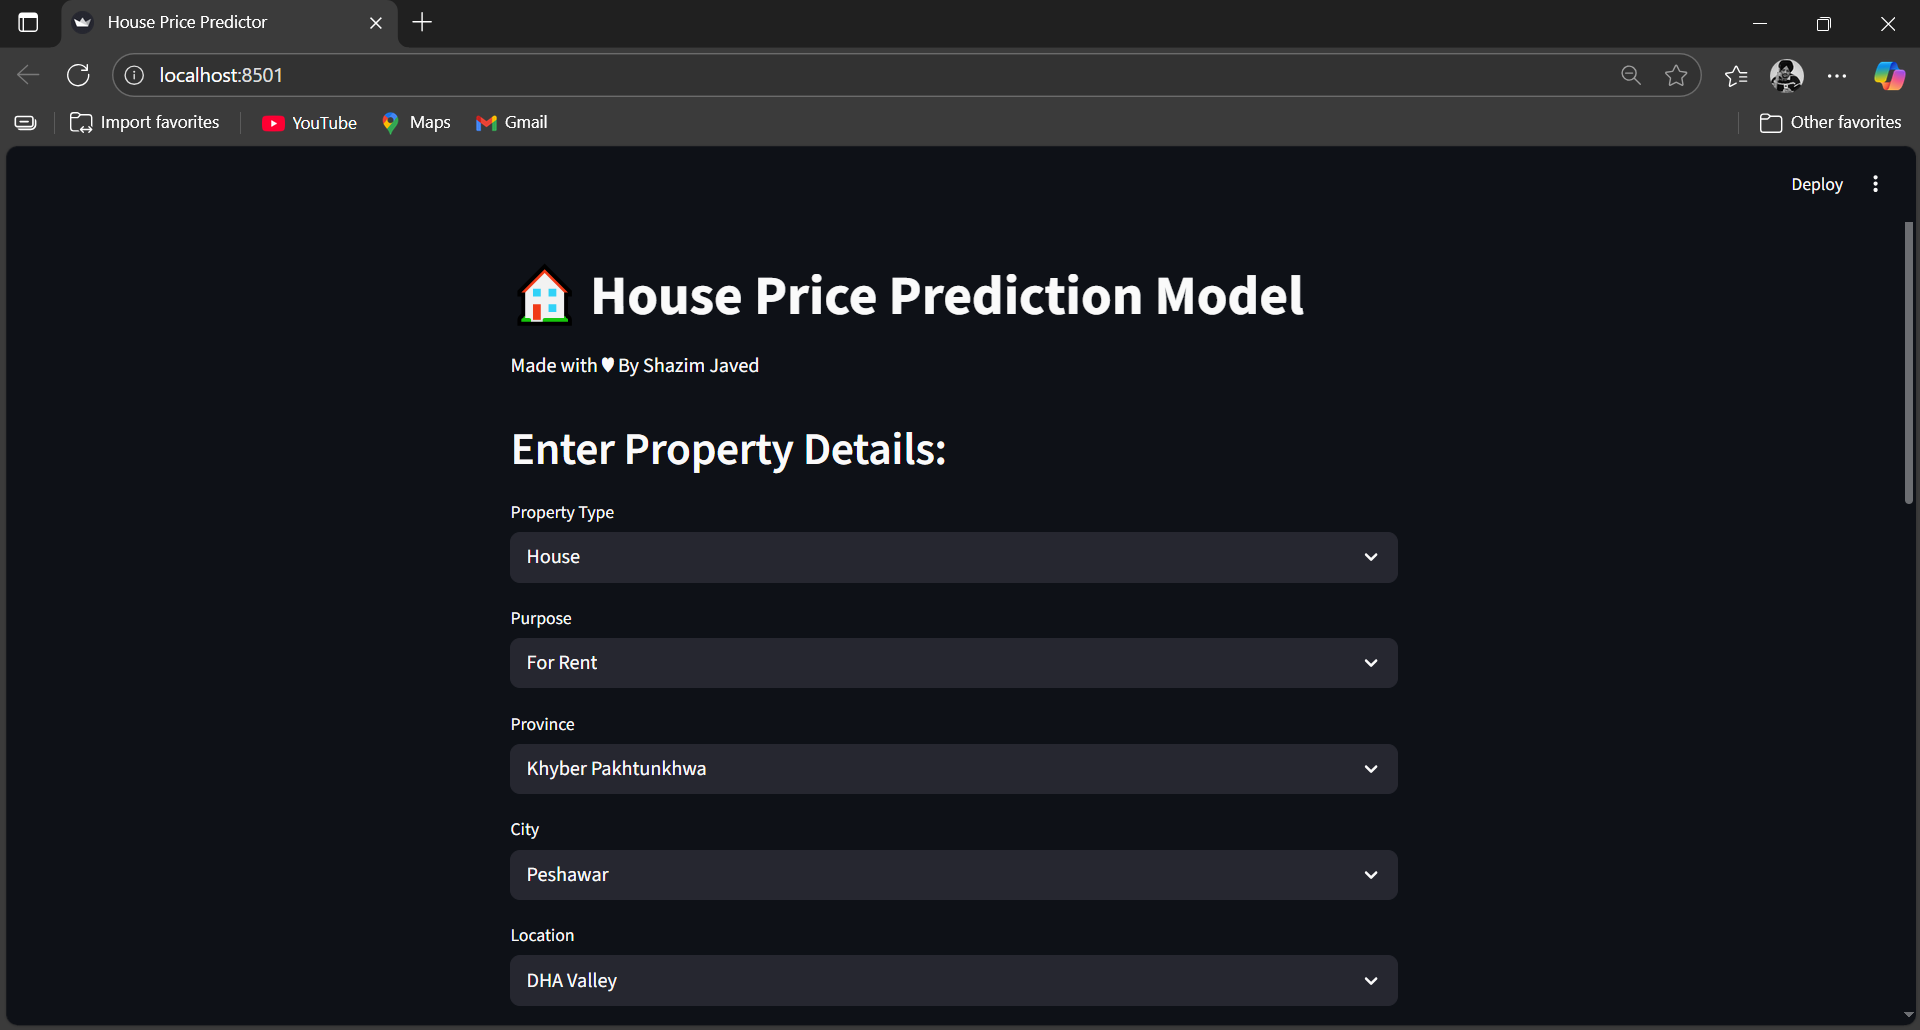 House Price Predictor
localhost:8501
Import favorites
YouTube
Maps
Gmail
Other favorites
Deploy
House Price Prediction Model
Made with ♥ By Shazim Javed
Enter Property Details:
Property Type
House
Purpose
For Rent
Province
Khyber Pakhtunkhwa
City
Peshawar
Location
DHA Valley